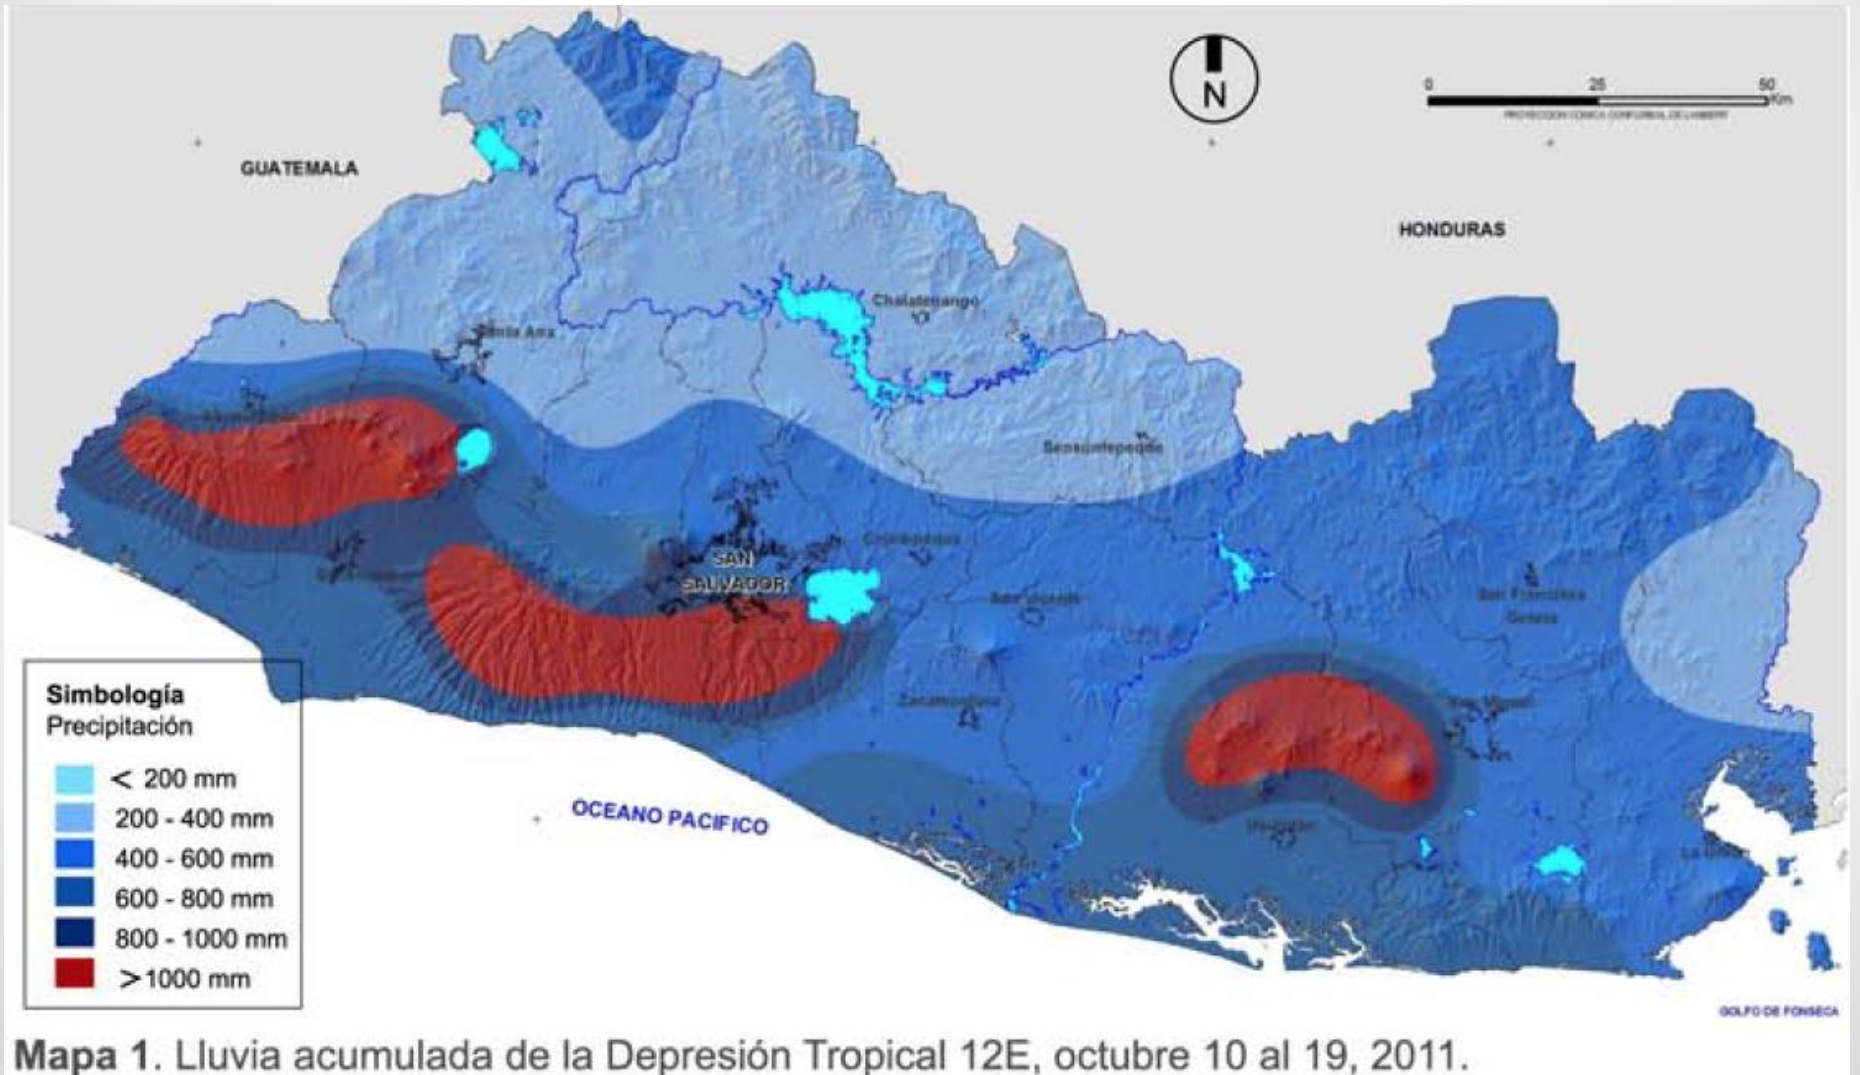 N
0 25 50
Km
GUATEMALA
HONDURAS
Chalatenango
Santa Ana
Sensuntepeque
SAN
SALVADOR
Cojutepeque
San Vicente
San Francisco
Gotera
Zacatecoluca
San Miguel
Usulután
La Unión
OCEANO PACIFICO
GOLFO DE FONSECA
Simbología
Precipitación
< 200 mm
200 - 400 mm
400 - 600 mm
600 - 800 mm
800 - 1000 mm
>1000 mm
Mapa 1. Lluvia acumulada de la Depresión Tropical 12E, octubre 10 al 19, 2011.